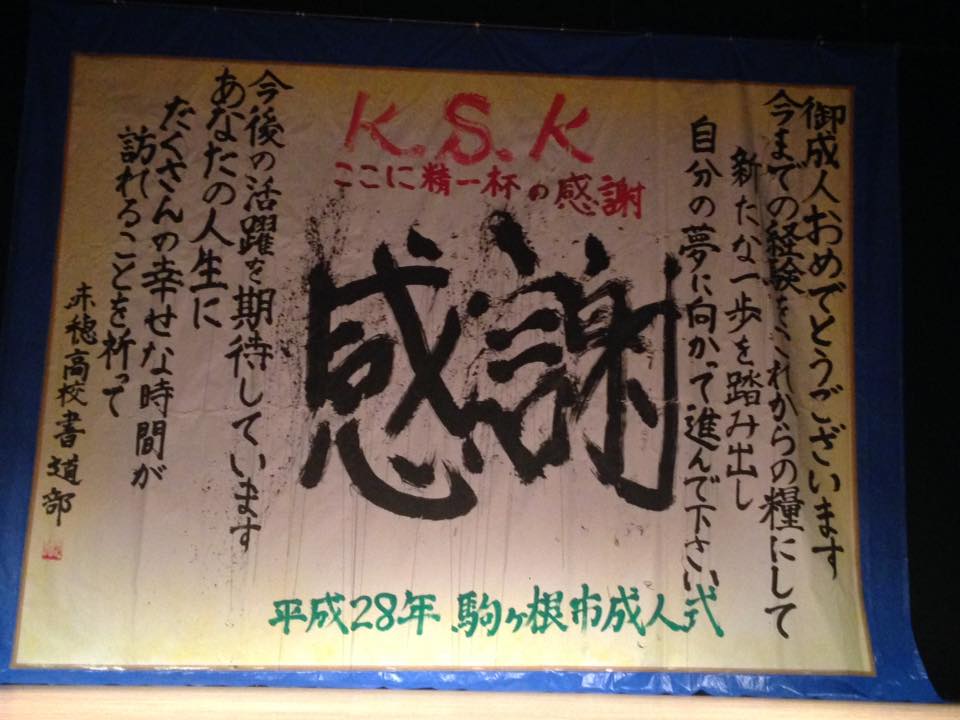 御成人おめでとうございます
今までの経験をこれからの糧にして
新たな一歩を踏み出し
自分の夢に向かって進んで下さい
K.S.K
ここに精一杯の感謝
感謝
今後の活躍を期待しています
あなたの人生に
たくさんの幸せな時間が
訪れることを祈って
赤穂高校書道部
平成28年 駒ヶ根市成人式